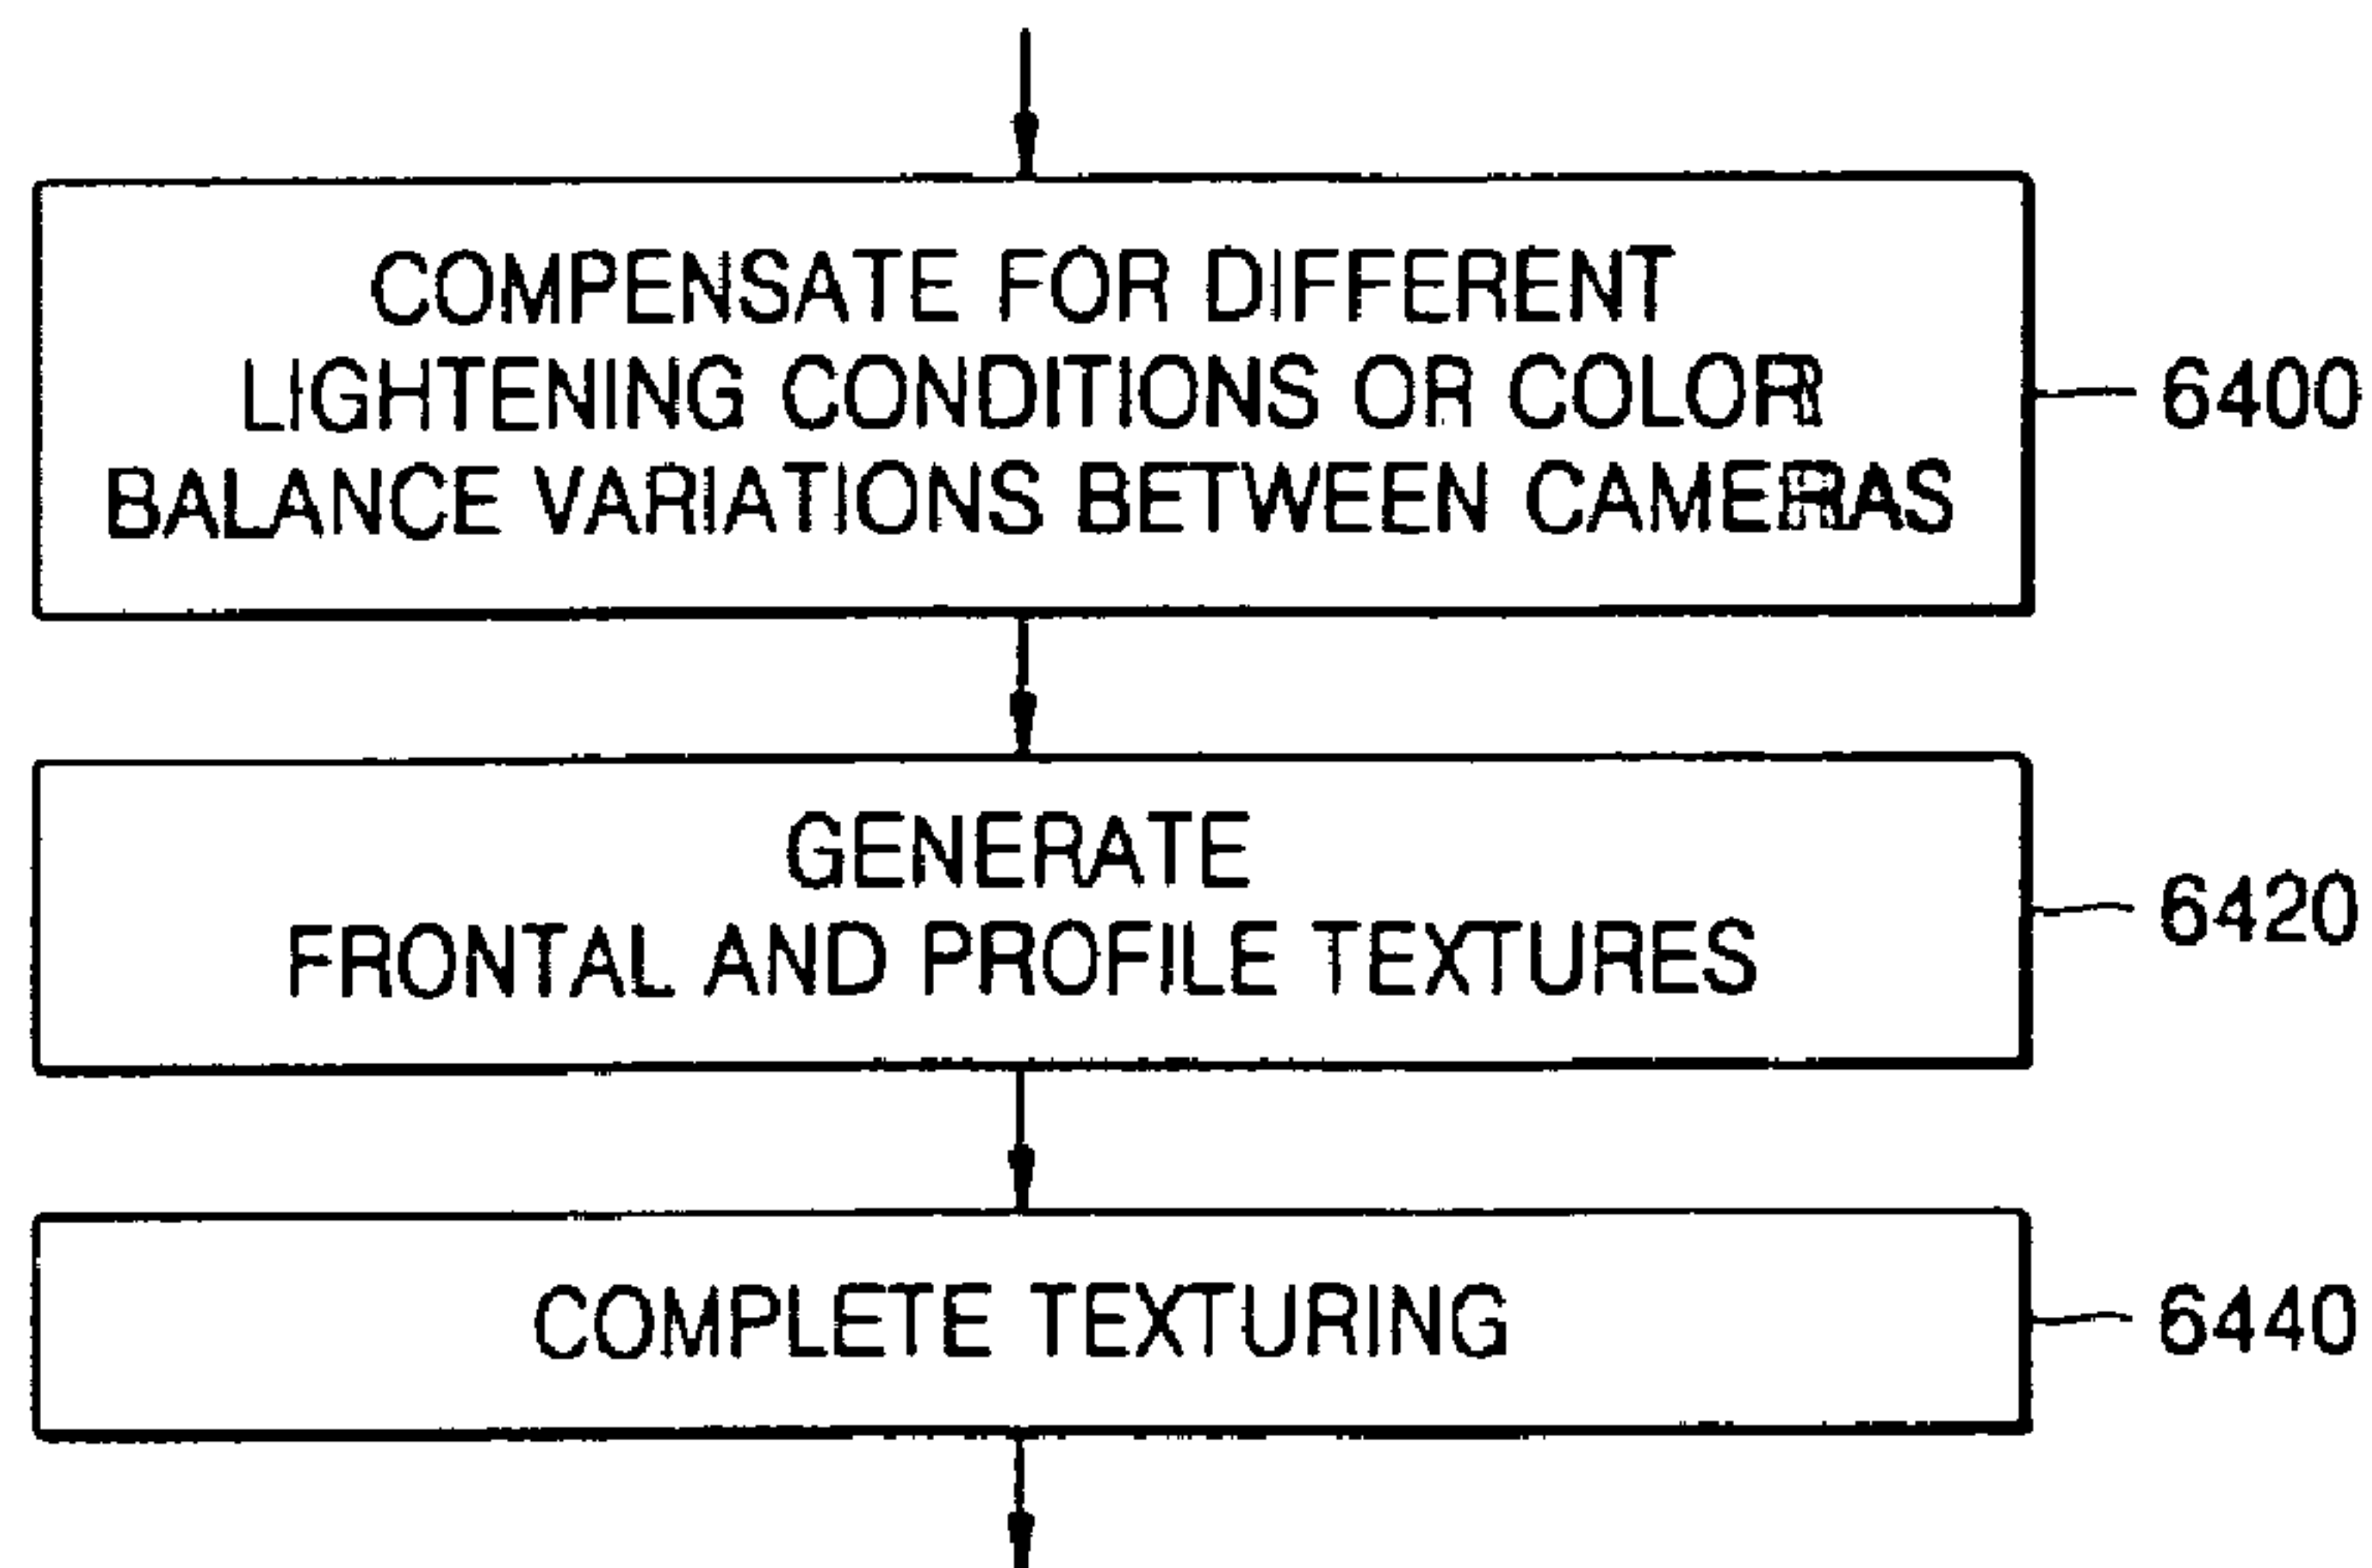 COMPENSATE FOR DIFFERENT
LIGHTENING CONDITIONS OR COLOR
BALANCE VARIATIONS BETWEEN CAMERAS
6400
GENERATE
FRONTAL AND PROFILE TEXTURES
6420
COMPLETE TEXTURING
6440